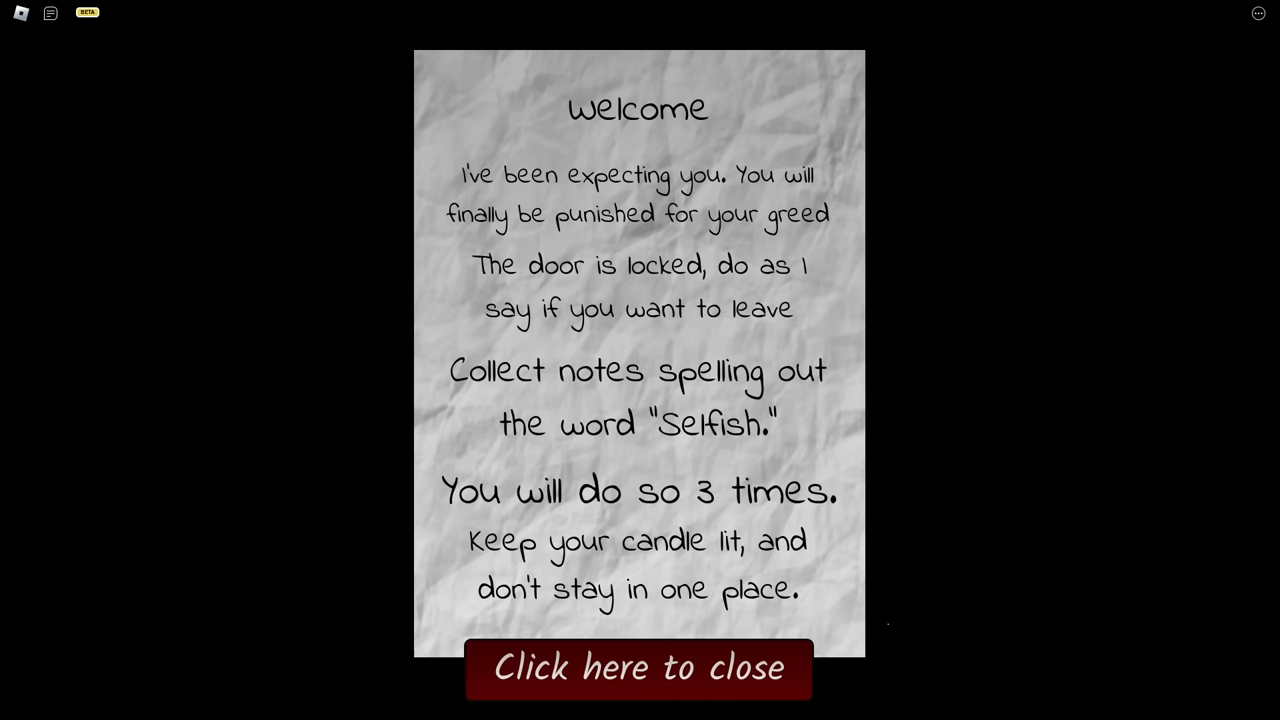 BETA
Welcome
I've been expecting you. You will
finally be punished for your greed
The door is locked, do as I
say if you want to leave
Collect notes spelling out
the word "Selfish."
You will do so 3 times.
Keep your candle lit, and
don't stay in one place.
Click here to close